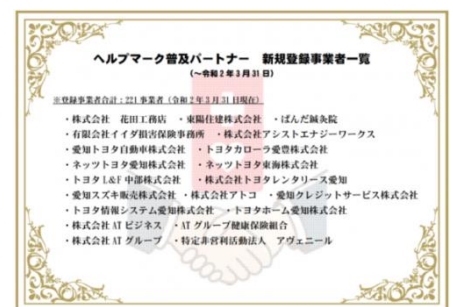 ヘルプマーク普及パートナー　新規登録事業者一覧
（～令和２年３月31日）
※登録事業者合計：221事業者（令和２年３月31日現在）
・株式会社　花田工務店　・東陽住建株式会社　・ぱんだ鍼灸院
・有限会社イイダ損害保険事務所　・株式会社アシストエナジーワークス
・愛知トヨタ自動車株式会社　・トヨタカローラ愛豊株式会社
・ネッツトヨタ愛知株式会社　・ネッツトヨタ東海株式会社
・トヨタL&F中部株式会社　・株式会社トヨタレンタリース愛知
・愛知スズキ販売株式会社　・株式会社アトコ　・愛知クレジットサービス株式会社
・トヨタ情報システム愛知株式会社　・トヨタホーム愛知株式会社
・株式会社ATビジネス　・ATグループ健康保険組合
・株式会社ATグループ　・特定非営利活動法人　アヴェニール